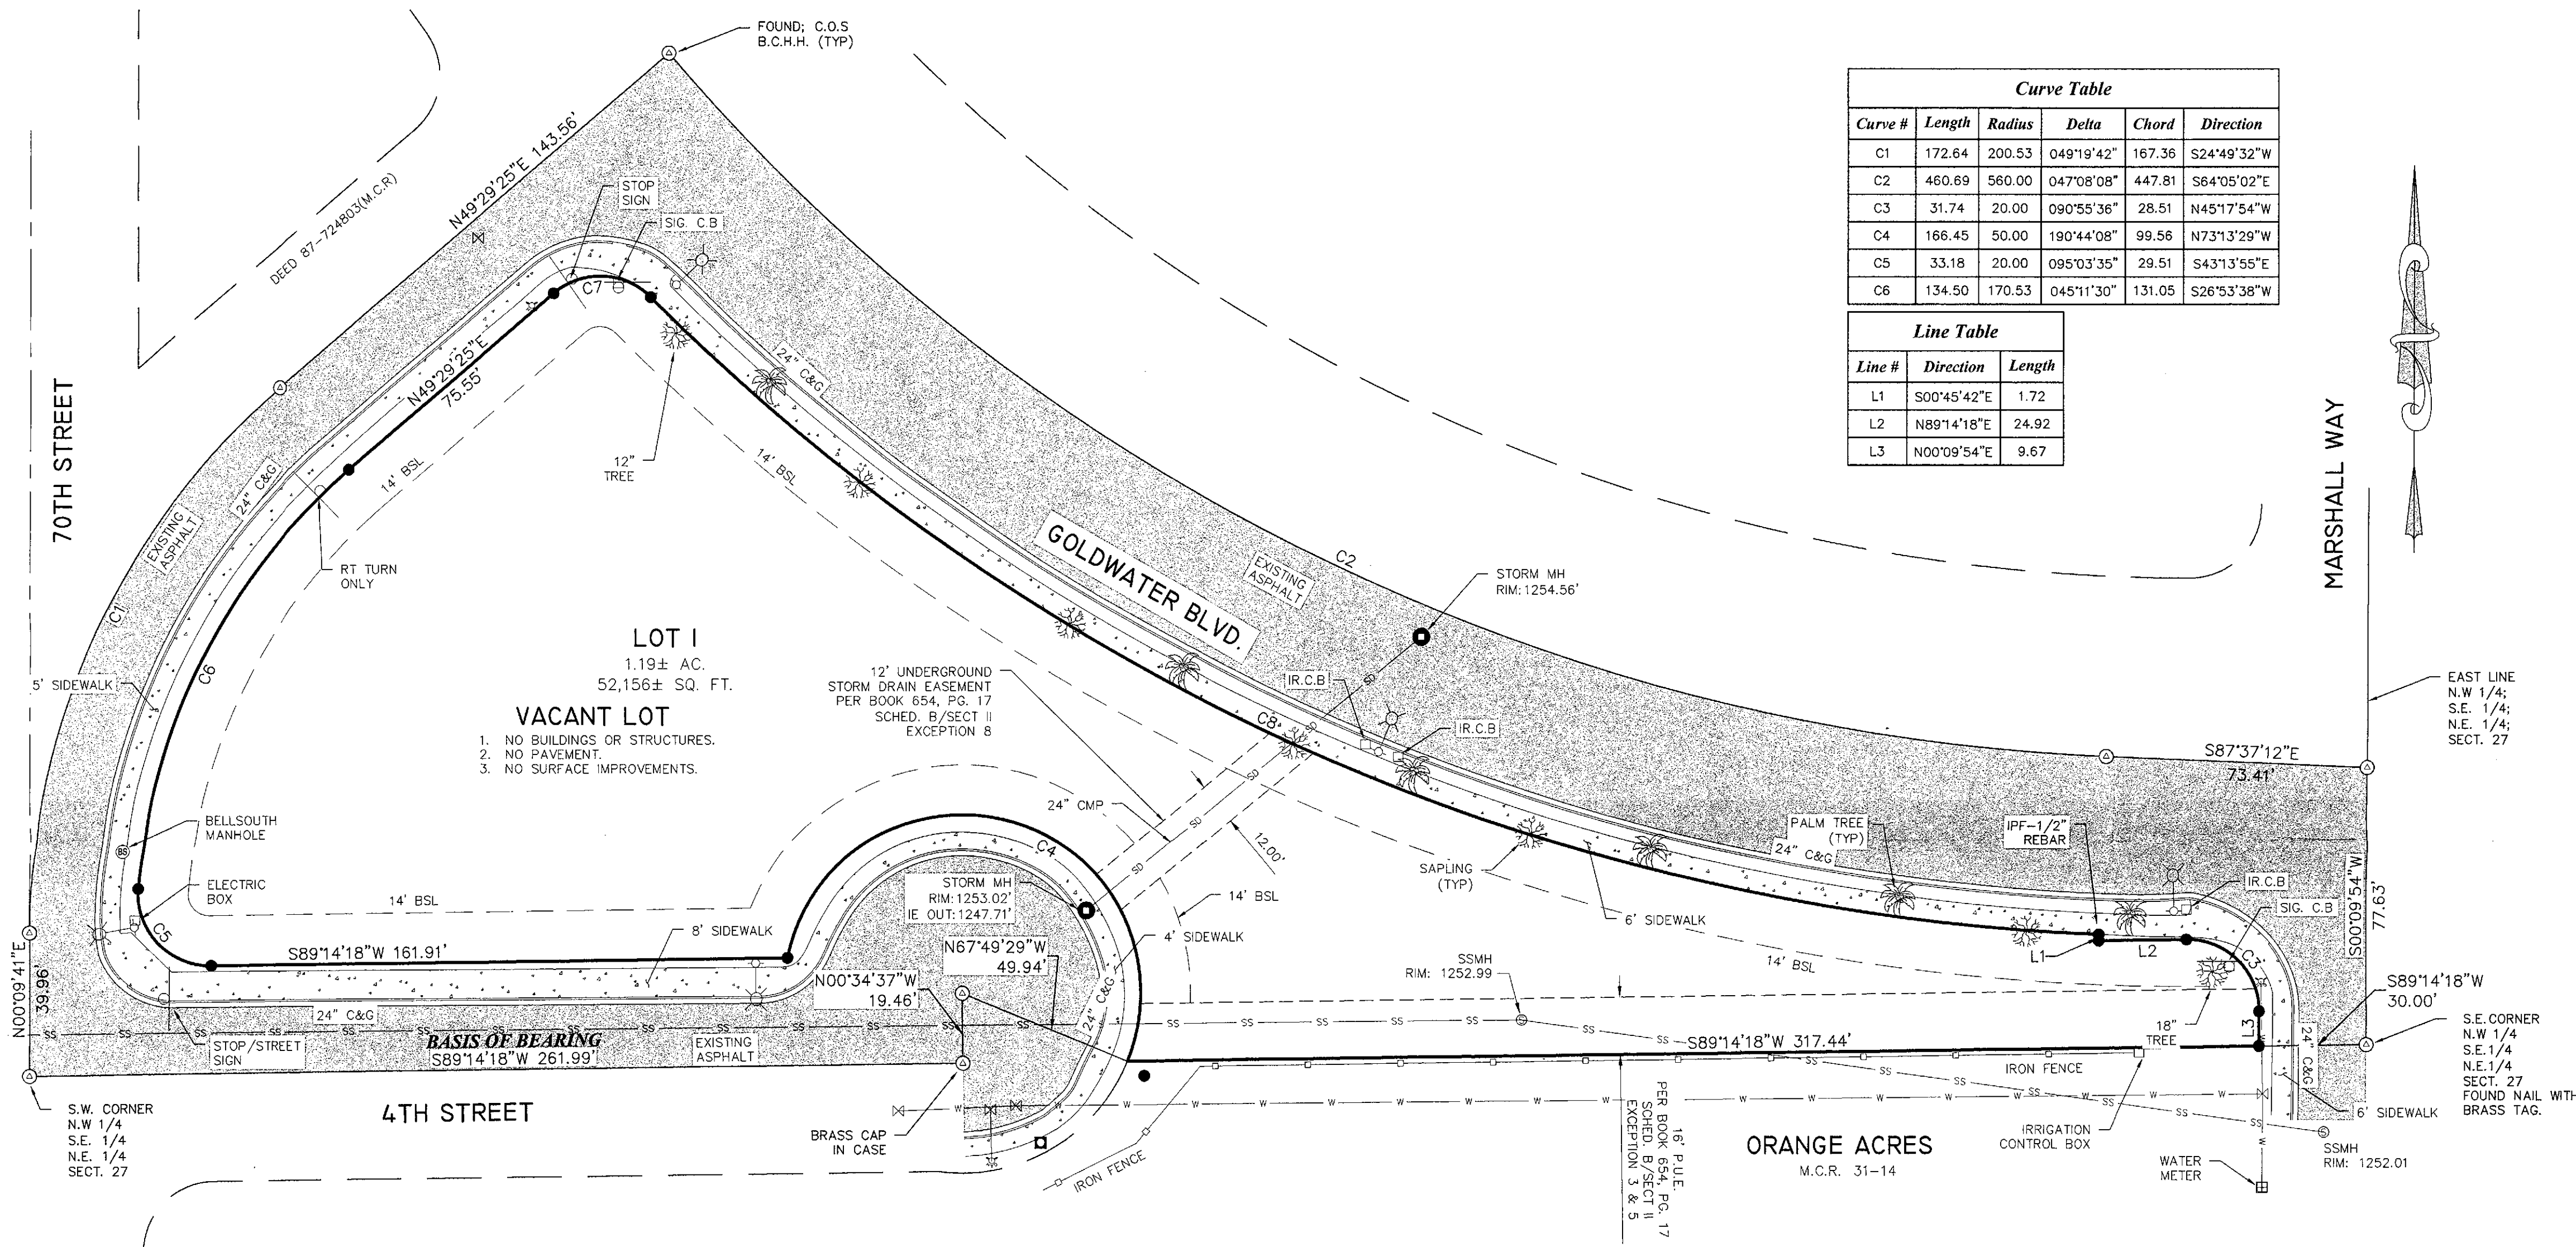 FOUND; C.O.S
B.C.H.H. (TYP)
N49°29'25"E 143.56'
DEED 87-724803(M.C.R)
STOP
SIGN
SIG. C.B
C7
N49°29'25"E
75.55'
24" C&G
12"
TREE
14' BSL
14' BSL
70TH STREET
24" C&G
EXISTING
ASPHALT
RT TURN
ONLY
C1
C6
5' SIDEWALK
LOT 1
1.19± AC.
52,156± SQ. FT.
VACANT LOT
1. NO BUILDINGS OR STRUCTURES.
2. NO PAVEMENT.
3. NO SURFACE IMPROVEMENTS.
12' UNDERGROUND
STORM DRAIN EASEMENT
PER BOOK 654, PG. 17
SCHED. B/SECT II
EXCEPTION 8
GOLDWATER BLVD.
EXISTING
ASPHALT
C2
STORM MH
RIM:1254.56'
IR.C.B
IR.C.B
C8
SD
SD
SD
SD
SD
24" CMP
12.00'
BELLSOUTH
MANHOLE
BS
ELECTRIC
BOX
C5
14' BSL
S89°14'18"W 161.91'
8' SIDEWALK
C4
STORM MH
RIM:1253.02'
IE OUT:1247.71'
14' BSL
4' SIDEWALK
N67°49'29"W
49.94'
N00°34'37"W
19.46'
24" C&G
N00°09'41"E
39.96'
24" C&G
STOP/STREET
SIGN
BASIS OF BEARING
S89°14'18"W 261.99'
EXISTING
ASPHALT
S.W. CORNER
N.W 1/4
S.E. 1/4
N.E. 1/4
SECT. 27
4TH STREET
BRASS CAP
IN CASE
IRON FENCE
SSMH
RIM: 1252.99
S89°14'18"W 317.44'
IRON FENCE
16' P.U.E.
PER BOOK 654, PG. 17
SCHED. B/SECT II
EXCEPTION 3 & 5
ORANGE ACRES
M.C.R. 31-14
IRRIGATION
CONTROL BOX
WATER
METER
SSMH
RIM: 1252.01
6' SIDEWALK
SAPLING
(TYP)
6' SIDEWALK
PALM TREE
(TYP)
24" C&G
IPF-1/2"
REBAR
14' BSL
L1
L2
L3
C3
18"
TREE
24" C&G
IR.C.B
SIG. C.B
S87°37'12"E
73.41'
S00°09'54"W
77.63'
S89°14'18"W
30.00'
S.E.CORNER
N.W 1/4
S.E.1/4
N.E.1/4
SECT. 27
FOUND NAIL WITH
BRASS TAG.
EAST LINE
N.W 1/4;
S.E. 1/4;
N.E. 1/4;
SECT. 27
MARSHALL WAY
Curve Table
Curve # Length Radius Delta Chord Direction
C1 172.64 200.53 049°19'42" 167.36 S24°49'32"W
C2 460.69 560.00 047°08'08" 447.81 S64°05'02"E
C3 31.74 20.00 090°55'36" 28.51 N45°17'54"W
C4 166.45 50.00 190°44'08" 99.56 N73°13'29"W
C5 33.18 20.00 095°03'35" 29.51 S43°13'55"E
C6 134.50 170.53 045°11'30" 131.05 S26°53'38"W
Line Table
Line # Direction Length
L1 S00°45'42"E 1.72
L2 N89°14'18"E 24.92
L3 N00°09'54"E 9.67